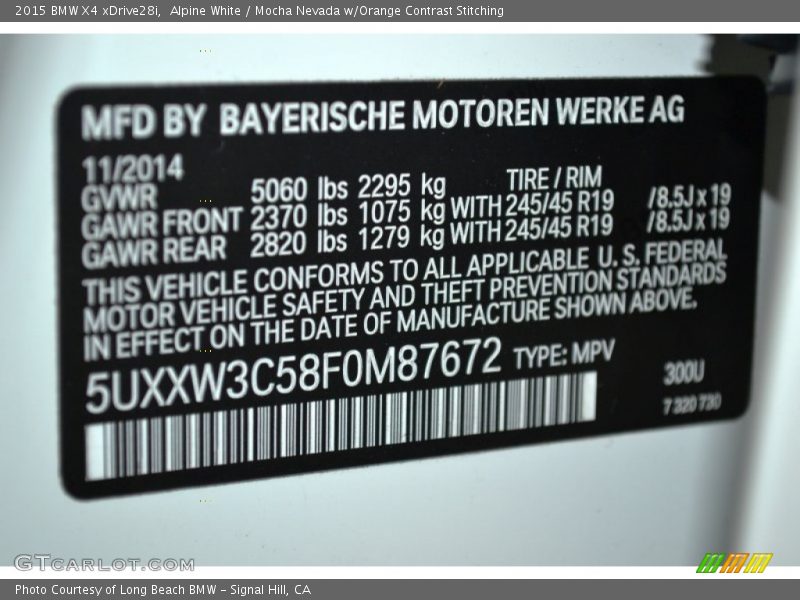 2015 BMW X4 xDrive28i, Alpine White / Mocha Nevada w/Orange Contrast Stitching
MFD BY BAYERISCHE MOTOREN WERKE AG
11/2014
TIRE / RIM
GVWR 5060 lbs 2295 kg
GAWR FRONT 2370 lbs 1075 kg WITH 245/45 R19 /8.5J x 19
GAWR REAR 2820 lbs 1279 kg WITH 245/45 R19 /8.5J x 19
THIS VEHICLE CONFORMS TO ALL APPLICABLE U. S. FEDERAL
MOTOR VEHICLE SAFETY AND THEFT PREVENTION STANDARDS
IN EFFECT ON THE DATE OF MANUFACTURE SHOWN ABOVE.
5UXXW3C58F0M87672 TYPE: MPV
300U
7 320 730
GTCARLOT.COM
Photo Courtesy of Long Beach BMW - Signal Hill, CA